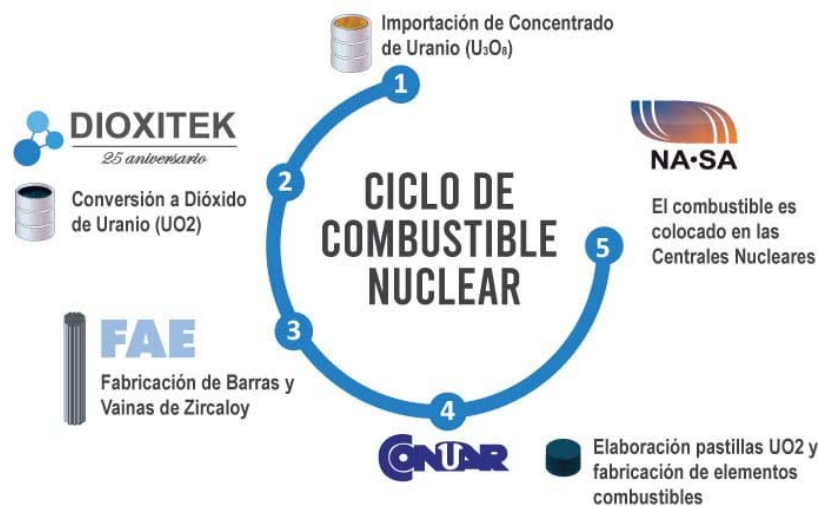 Importación de Concentrado
de Uranio (U₃O₈)
1
DIOXITEK
25 aniversario
2
Conversión a Dióxido
de Uranio (UO2)
CICLO DE
COMBUSTIBLE
NUCLEAR
3
FAE
Fabricación de Barras y
Vainas de Zircaloy
4
CONUAR
Elaboración pastillas UO2 y
fabricación de elementos
combustibles
NA·SA
5
El combustible es
colocado en las
Centrales Nucleares